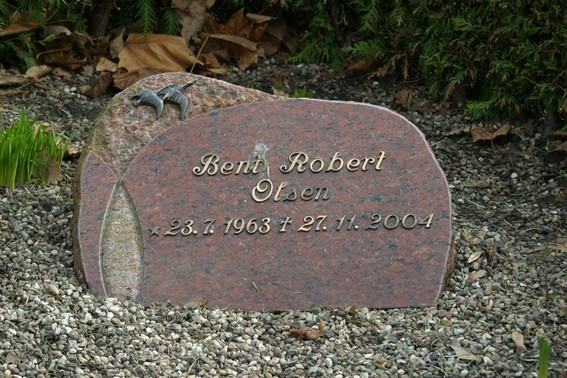 Bent Robert
Olsen
* 23. 7. 1963 † 27. 11. 2004